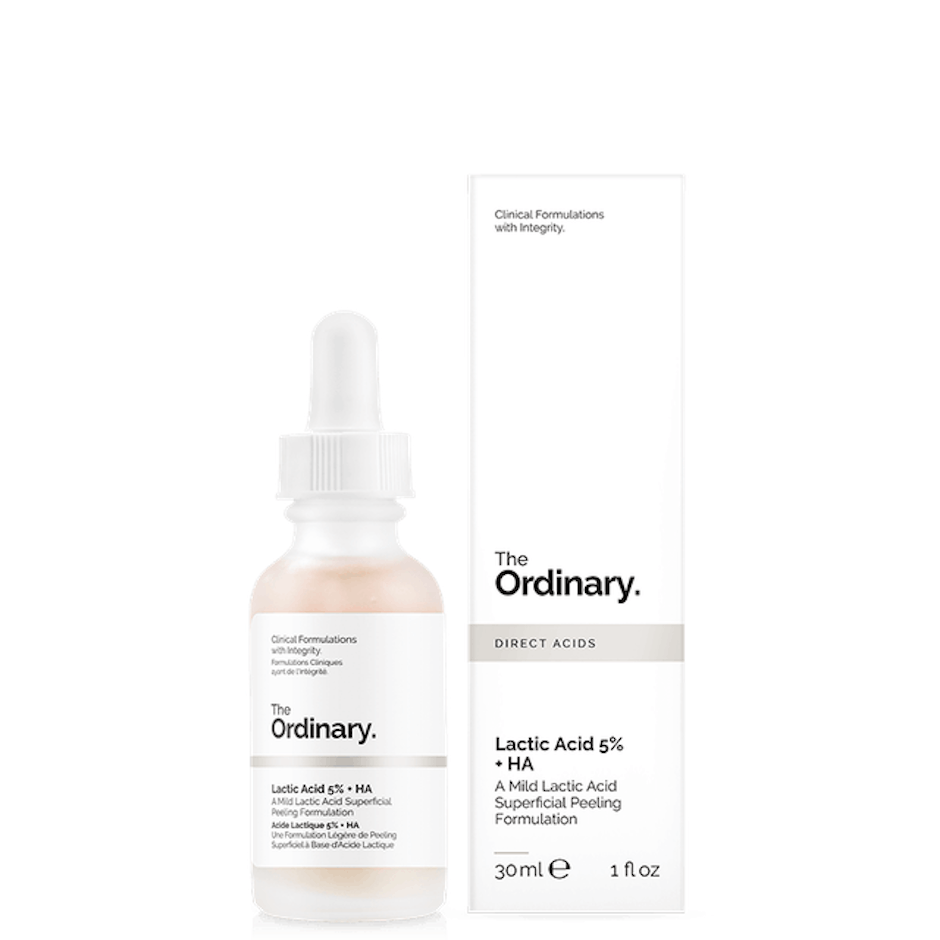 Clinical Formulations
with Integrity.
The
Ordinary.
DIRECT ACIDS
Lactic Acid 5%
+ HA
A Mild Lactic Acid
Superficial Peeling
Formulation
30 ml ℮ 1 fl oz
Clinical Formulations
with Integrity.
Formulations Cliniques
ayant de l'intégrité
The
Ordinary.
Lactic Acid 5% + HA
A Mild Lactic Acid Superficial
Peeling Formulation
Acide Lactique 5% + HA
Une Formulation Légère de Peeling
Superficiel à Base d'Acide Lactique